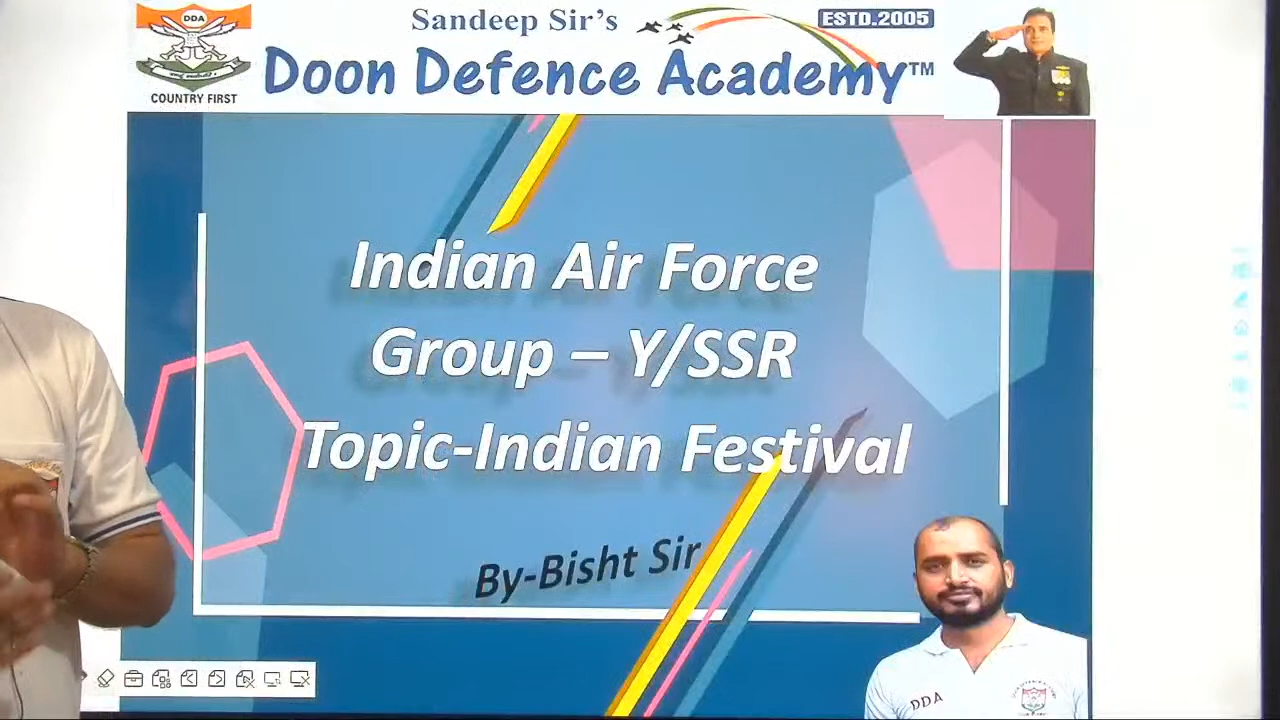 DDA
COUNTRY FIRST
Sandeep Sir's
ESTD.2005
Doon Defence Academy™
Indian Air Force
Group – Y/SSR
Topic-Indian Festival
By-Bisht Sir
DDA